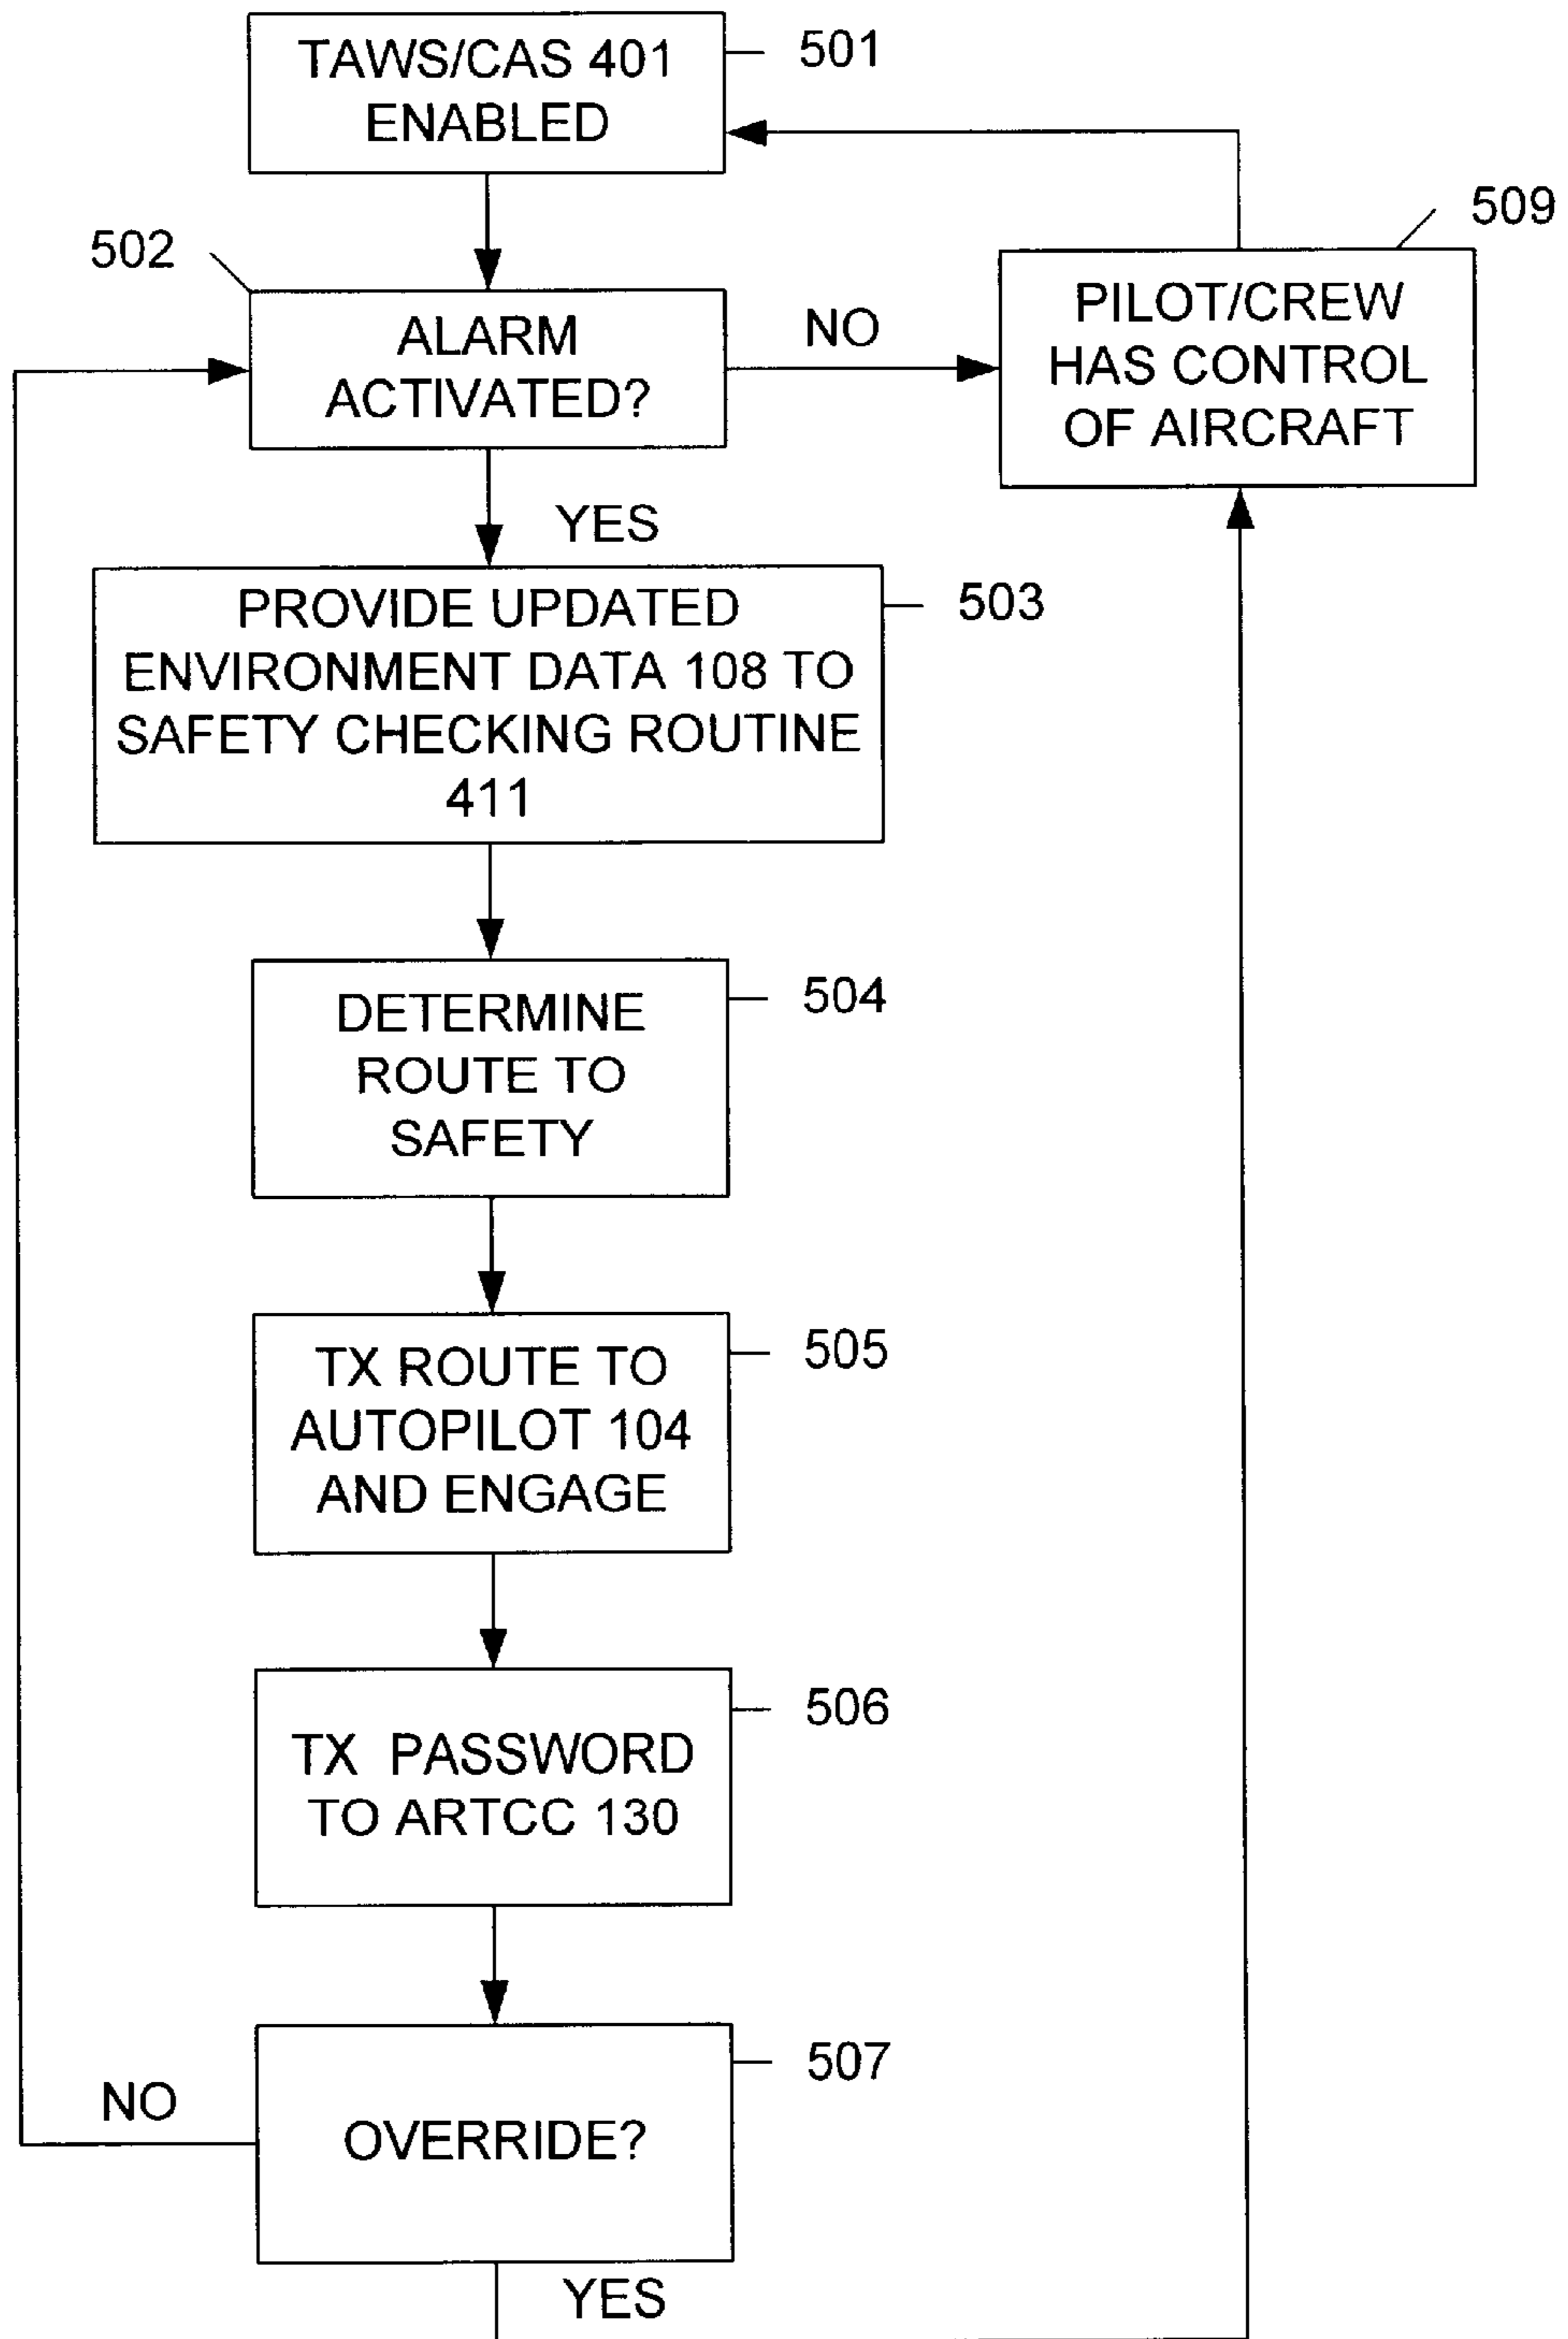 TAWS/CAS 401
ENABLED
501
502
ALARM
ACTIVATED?
NO
509
PILOT/CREW
HAS CONTROL
OF AIRCRAFT
YES
PROVIDE UPDATED
ENVIRONMENT DATA 108 TO
SAFETY CHECKING ROUTINE
411
503
DETERMINE
ROUTE TO
SAFETY
504
TX ROUTE TO
AUTOPILOT 104
AND ENGAGE
505
TX PASSWORD
TO ARTCC 130
506
OVERRIDE?
507
NO
YES